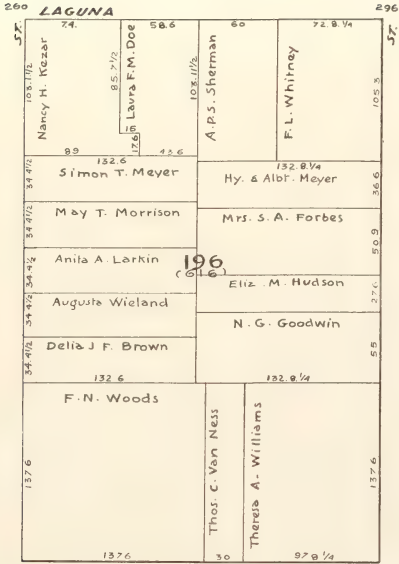 260 LAGUNA 296
ST. ST.
74. 58.6 60 72.8.1/4
103.11/2
Nancy H. Kezar
85.7 1/2
Laura F. M. Doe
103.11 1/2
A. P. S. Sherman
F. L. Whitney
105.3
15
17.6
89 43.6
132.6 132.8.1/4
34.4 1/2 Simon T. Meyer Hy. & Albt. Meyer 36.6
34.4 1/2 May T. Morrison Mrs. S. A. Forbes 50.9
34.4 1/2 Anita A. Larkin 196
(616)
Eliz. M. Hudson 27.6
34.4 1/2 Augusta Wieland
N. G. Goodwin 55
34.4 1/2 Delia J F. Brown
132 6 132.8.1/4
F. N. Woods
137 6
Thos. C. Van Ness
Theresa A. Williams
137 6
137 6 30 97 8 1/4